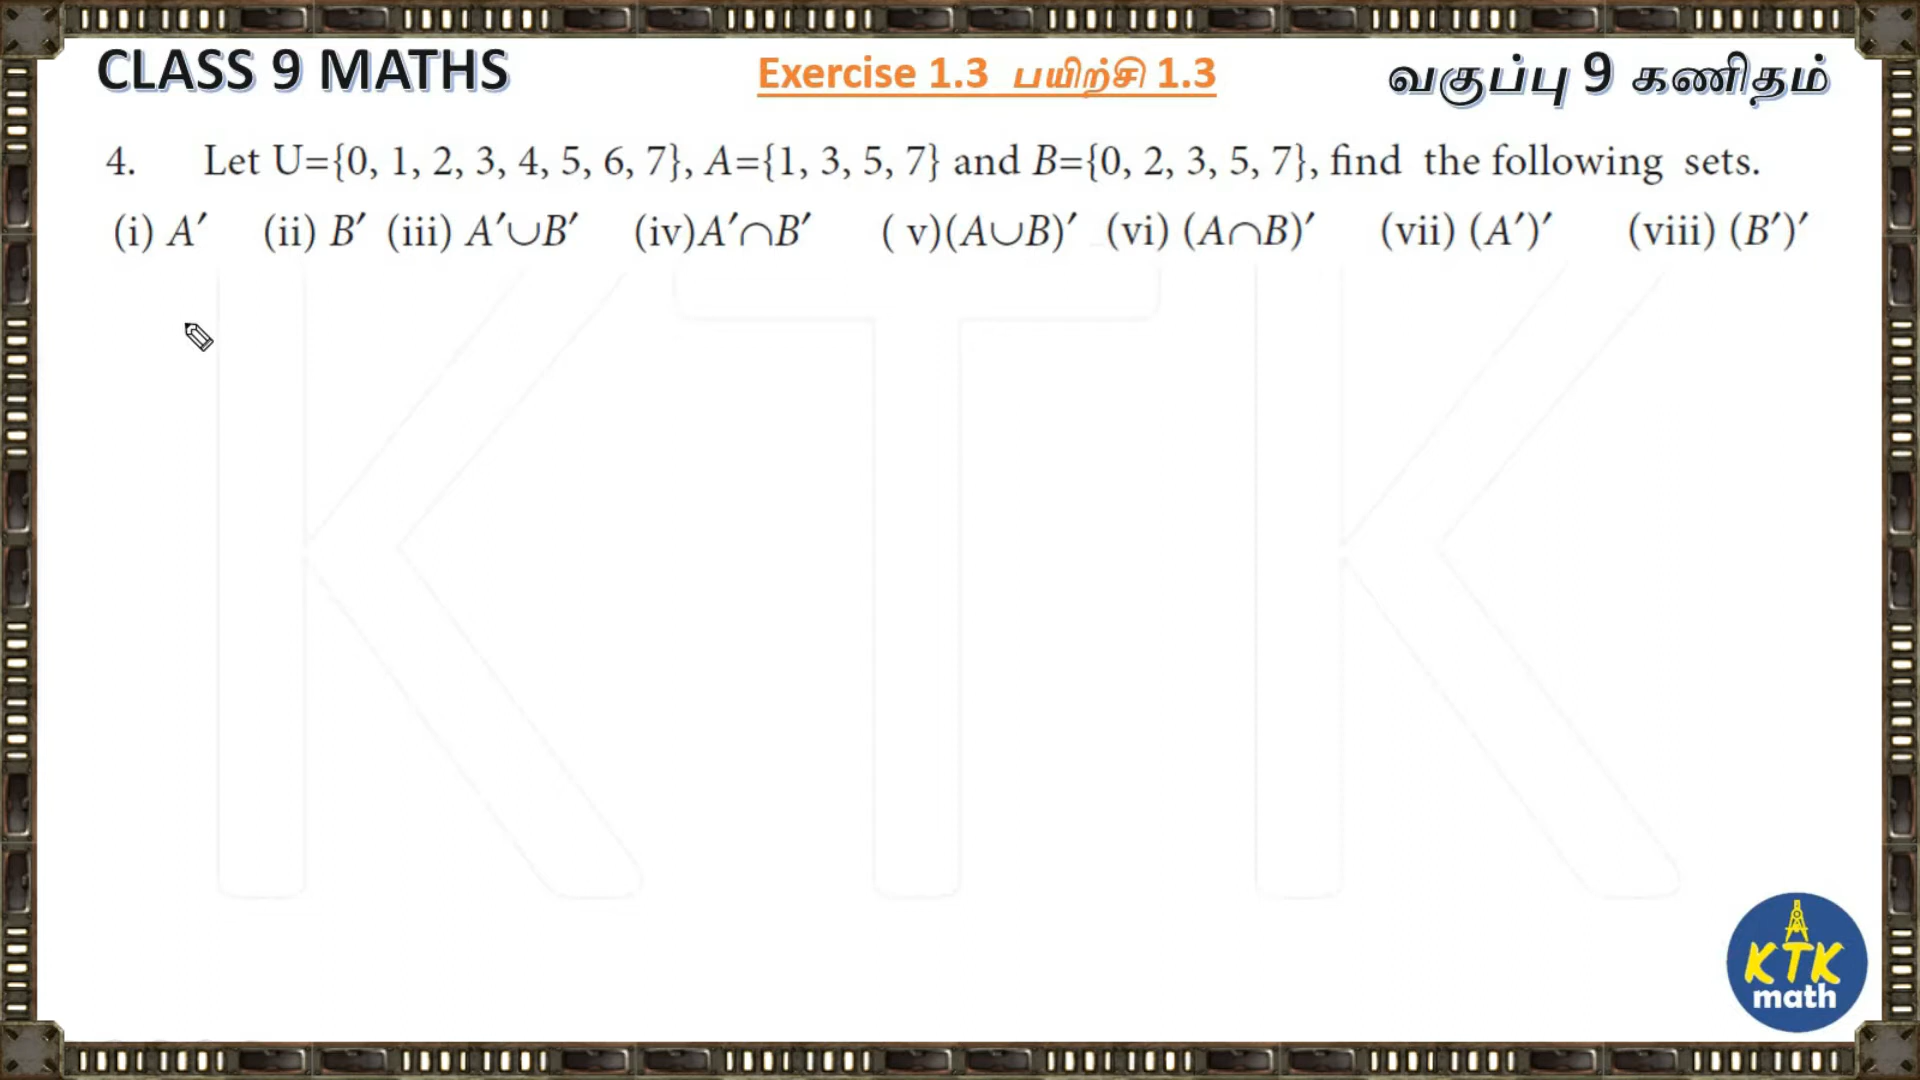 CLASS 9 MATHS Exercise 1.3 பயிற்சி 1.3 வகுப்பு 9 கணிதம்
4. Let U={0, 1, 2, 3, 4, 5, 6, 7}, A={1, 3, 5, 7} and B={0, 2, 3, 5, 7}, find the following sets.
(i) A′ (ii) B′ (iii) A′∪B′ (iv)A′∩B′ ( v)(A∪B)′ (vi) (A∩B)′ (vii) (A′)′ (viii) (B′)′
KTK
KTK
math